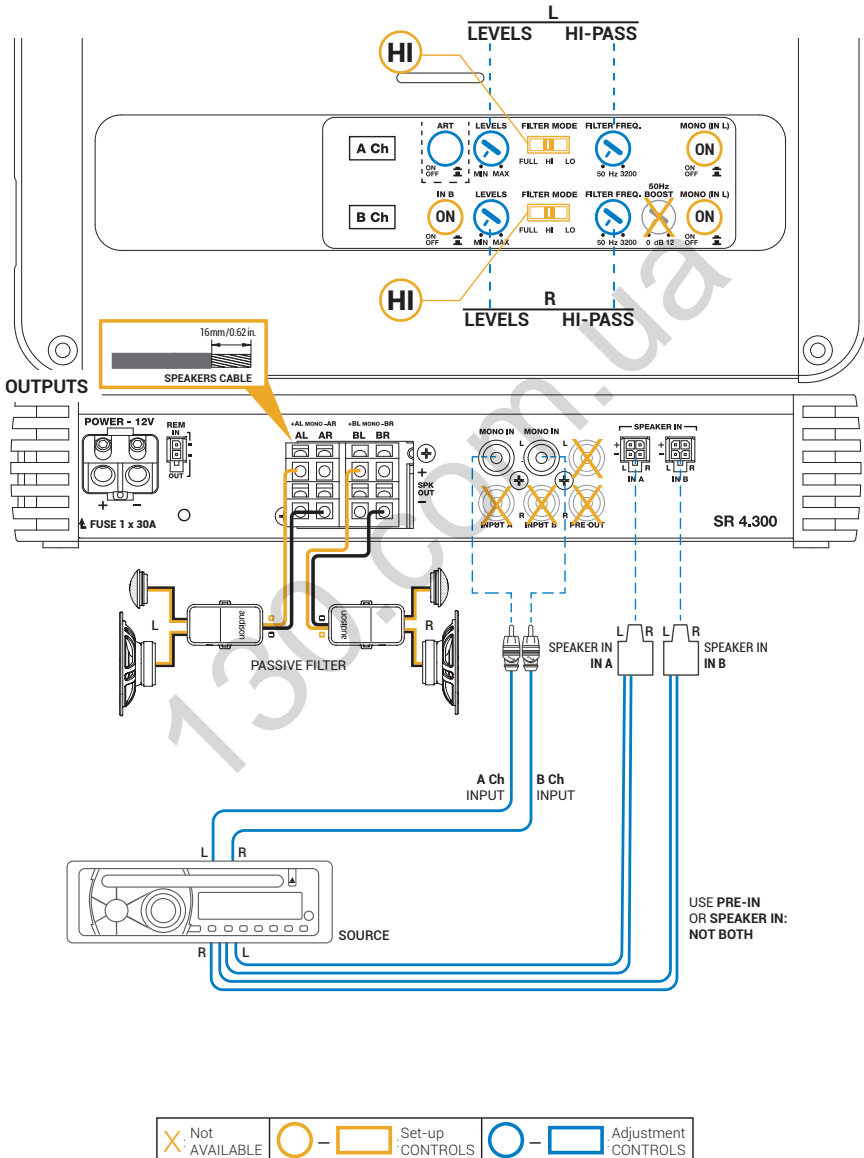 L
LEVELS HI-PASS
HI
ART LEVELS FILTER MODE FILTER FREQ. MONO (IN L)
A Ch
ON
ON OFF MIN MAX FULL HI LO 50 Hz 3200 ON OFF
IN B LEVELS FILTER MODE FILTER FREQ. 50Hz BOOST MONO (IN L)
B Ch
ON ON
ON OFF MIN MAX FULL HI LO 50 Hz 3200 0 dB 12 ON OFF
HI
R
LEVELS HI-PASS
16mm/0.62in.
SPEAKERS CABLE
OUTPUTS
POWER - 12V
REM IN
OUT
+ -
FUSE 1 x 30A
+AL MONO -AR +BL MONO -BR
AL AR BL BR
+
SPK OUT
-
MONO IN MONO IN
L L
R R
INPUT A INPUT B PRE-OUT
SPEAKER IN
+ - + -
L R L R
IN A IN B
SR 4.300
L audison audison R
PASSIVE FILTER
L R L R
SPEAKER IN IN A
SPEAKER IN IN B
A Ch INPUT
B Ch INPUT
L R
SOURCE
R L
USE PRE-IN
OR SPEAKER IN:
NOT BOTH
130.com.ua
X : Not AVAILABLE
– : Set-up CONTROLS
– : Adjustment CONTROLS